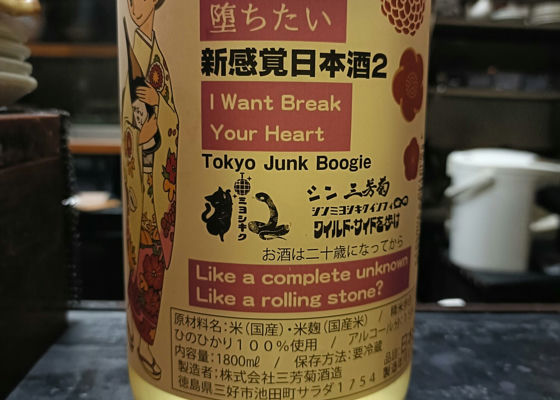 堕ちたい
新感覚日本酒2
I Want Break
Your Heart
Tokyo Junk Boogie
ミヨシキク
シン 三芳菊
ワイルド・サイドを歩け
お酒は二十歳になってから
Like a complete unknown
Like a rolling stone?
原材料名:米(国産)・米麹(国産米) /
ひのひかり100%使用 / アルコール分
内容量:1800mℓ / 保存方法:要冷蔵
製造者:株式会社三芳菊酒造
徳島県三好市池田町サラダ1754